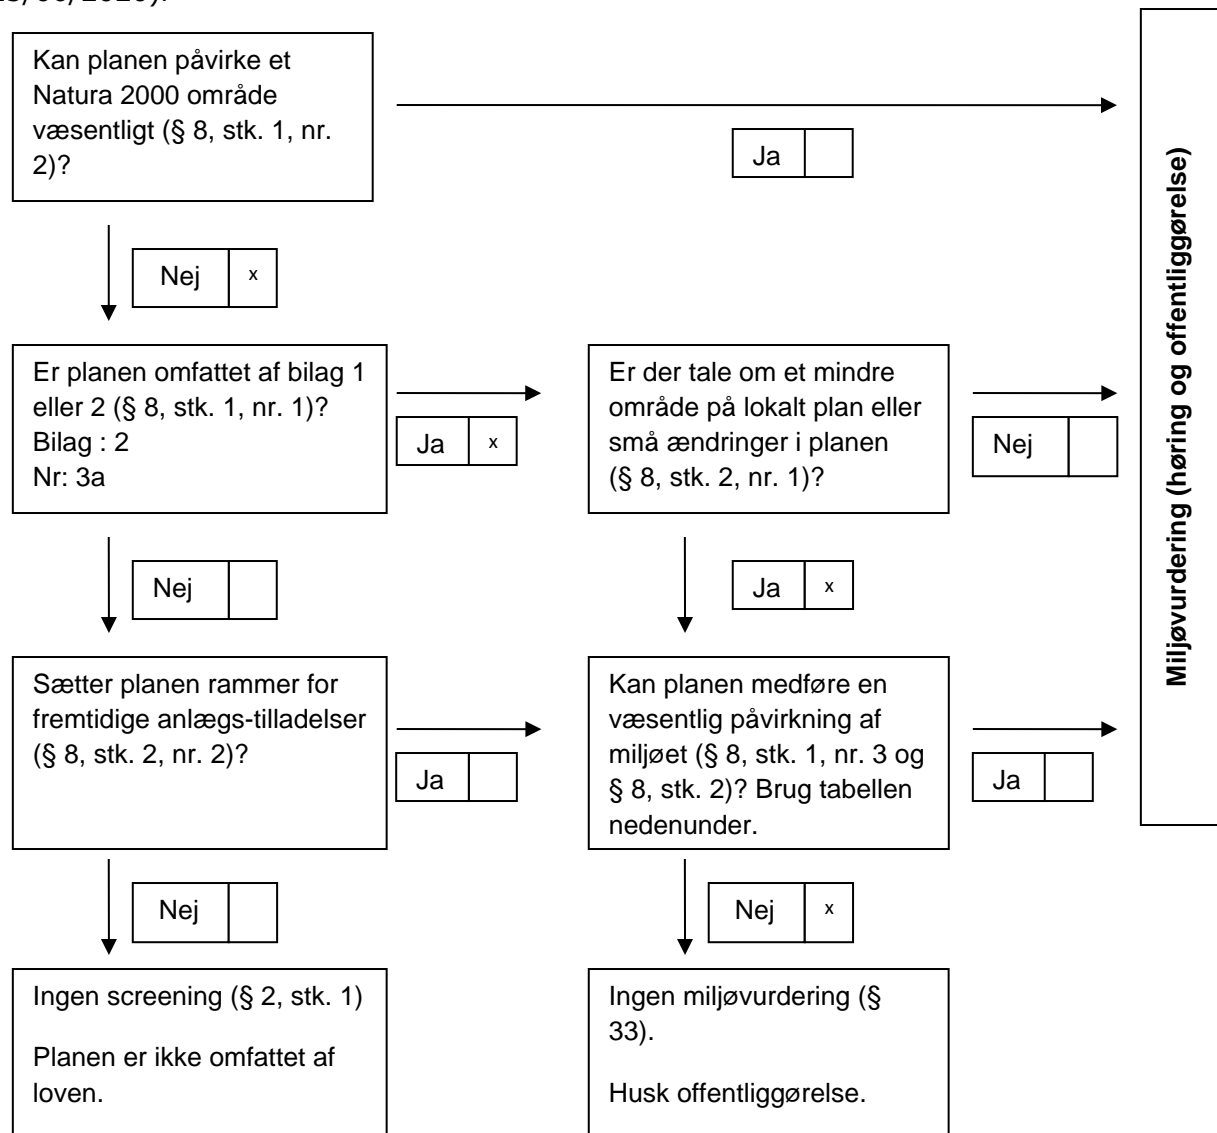 Kan planen påvirke et
Natura 2000 område
væsentligt (§ 8, stk. 1, nr.
2)?
Ja
Nej x
Er planen omfattet af bilag 1
eller 2 (§ 8, stk. 1, nr. 1)?
Bilag : 2
Nr: 3a
Ja x
Er der tale om et mindre
område på lokalt plan eller
små ændringer i planen
(§ 8, stk. 2, nr. 1)?
Nej
Nej
Ja x
Sætter planen rammer for
fremtidige anlægs-tilladelser
(§ 8, stk. 2, nr. 2)?
Ja
Kan planen medføre en
væsentlig påvirkning af
miljøet (§ 8, stk. 1, nr. 3 og
§ 8, stk. 2)? Brug tabellen
nedenunder.
Ja
Nej
Nej x
Ingen screening (§ 2, stk. 1)
Planen er ikke omfattet af
loven.
Ingen miljøvurdering (§
33).
Husk offentliggørelse.
Miljøvurdering (høring og offentliggørelse)